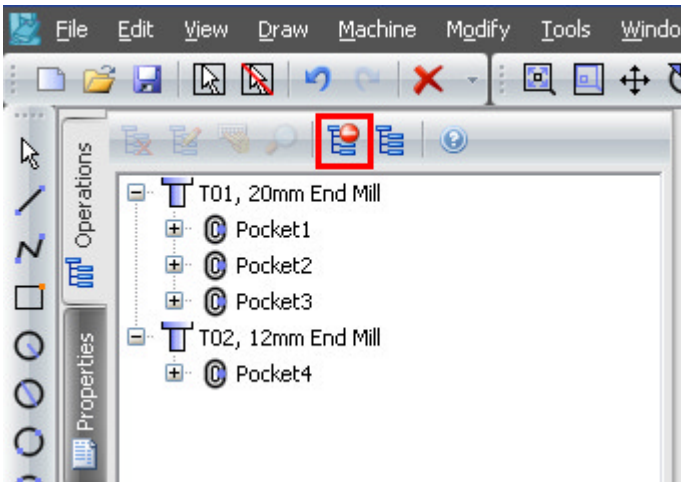 File Edit View Draw Machine Modify Tools Windo
Operations
T01, 20mm End Mill
Pocket1
Pocket2
Pocket3
T02, 12mm End Mill
Pocket4
Properties